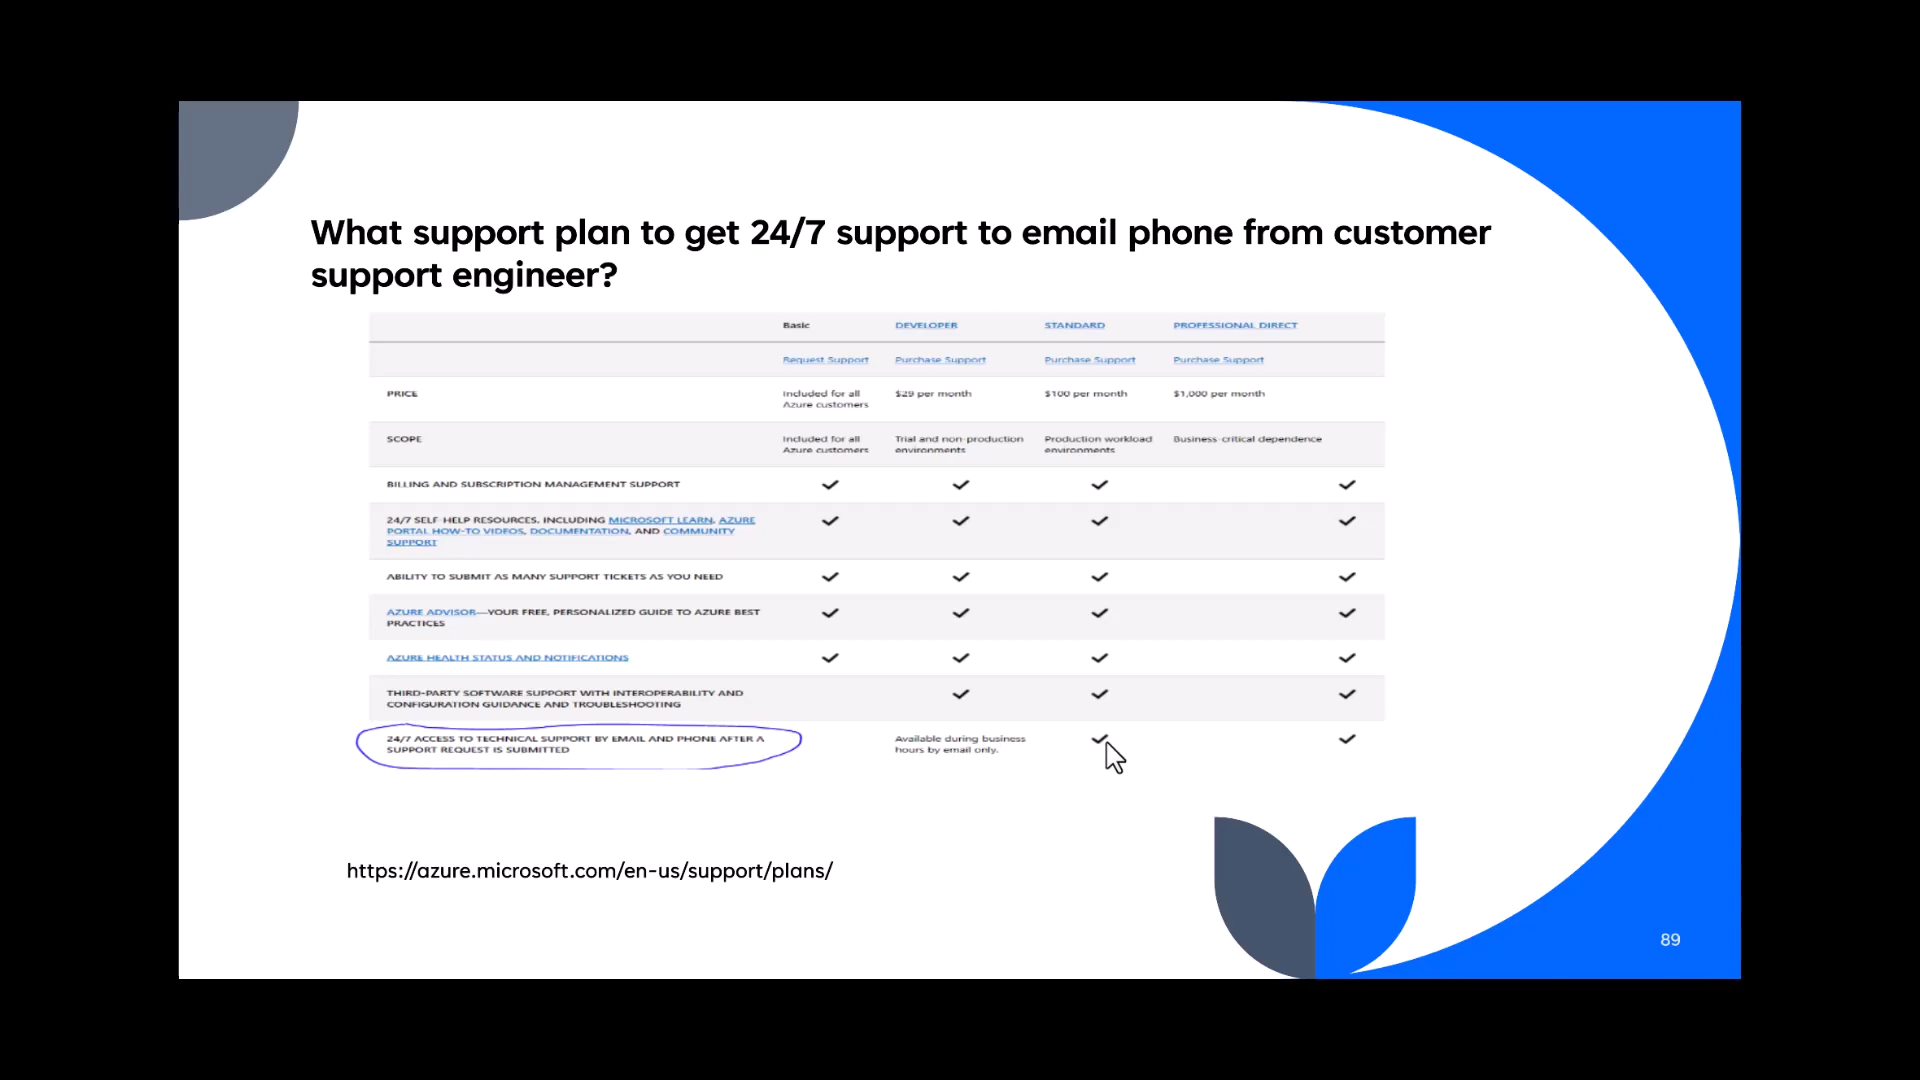 What support plan to get 24/7 support to email phone from customer
support engineer?
Basic DEVELOPER STANDARD PROFESSIONAL DIRECT
Request Support Purchase Support Purchase Support Purchase Support
PRICE Included for all $29 per month $100 per month $1,000 per month
Azure customers
SCOPE Included for all Trial and non-production Production workload Business-critical dependence
Azure customers environments environments
BILLING AND SUBSCRIPTION MANAGEMENT SUPPORT
24/7 SELF-HELP RESOURCES, INCLUDING MICROSOFT LEARN, AZURE
PORTAL HOW-TO VIDEOS, DOCUMENTATION, AND COMMUNITY
SUPPORT
ABILITY TO SUBMIT AS MANY SUPPORT TICKETS AS YOU NEED
AZURE ADVISOR—YOUR FREE, PERSONALIZED GUIDE TO AZURE BEST
PRACTICES
AZURE HEALTH STATUS AND NOTIFICATIONS
THIRD-PARTY SOFTWARE SUPPORT WITH INTEROPERABILITY AND
CONFIGURATION GUIDANCE AND TROUBLESHOOTING
24/7 ACCESS TO TECHNICAL SUPPORT BY EMAIL AND PHONE AFTER A Available during business
SUPPORT REQUEST IS SUBMITTED hours by email only.
https://azure.microsoft.com/en-us/support/plans/
89